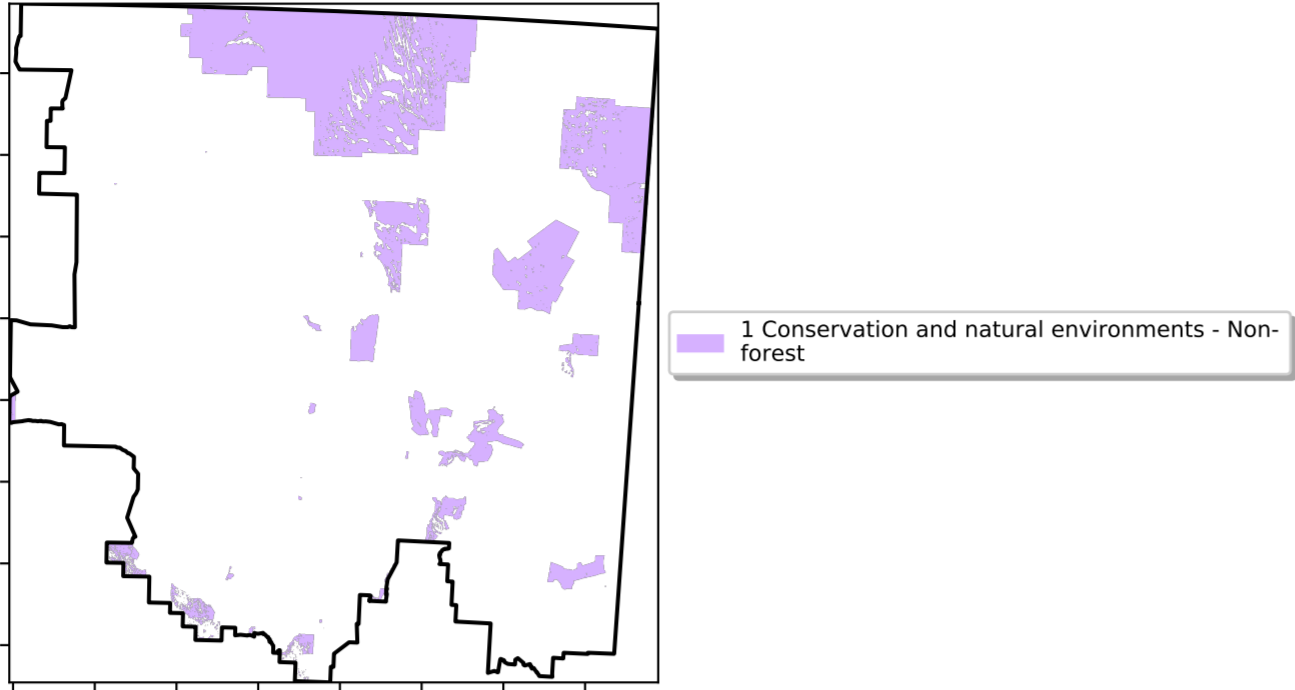 1 Conservation and natural environments - Non-
forest